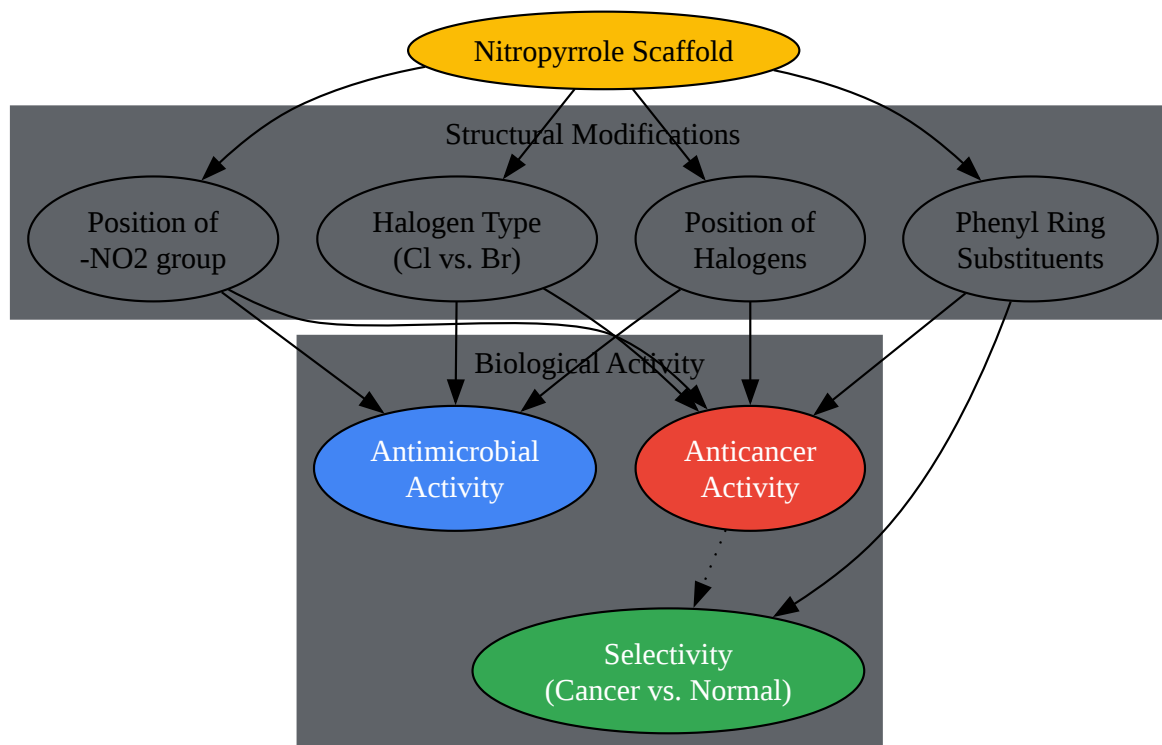 Nitropyrrole Scaffold
Structural Modifications
Position of
-NO2 group
Halogen Type
(Cl vs. Br)
Position of
Halogens
Phenyl Ring
Substituents
Biological Activity
Antimicrobial
Activity
Anticancer
Activity
Selectivity
(Cancer vs. Normal)